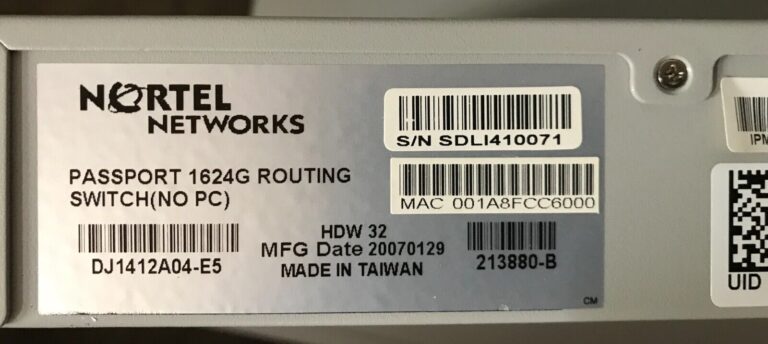 NORTEL
NETWORKS
S/N SDLI410071
MAC 001A8FCC6000
PASSPORT 1624G ROUTING
SWITCH(NO PC)
DJ1412A04-E5
HDW 32
MFG Date 20070129
MADE IN TAIWAN
213880-B
CM
IPM
UID